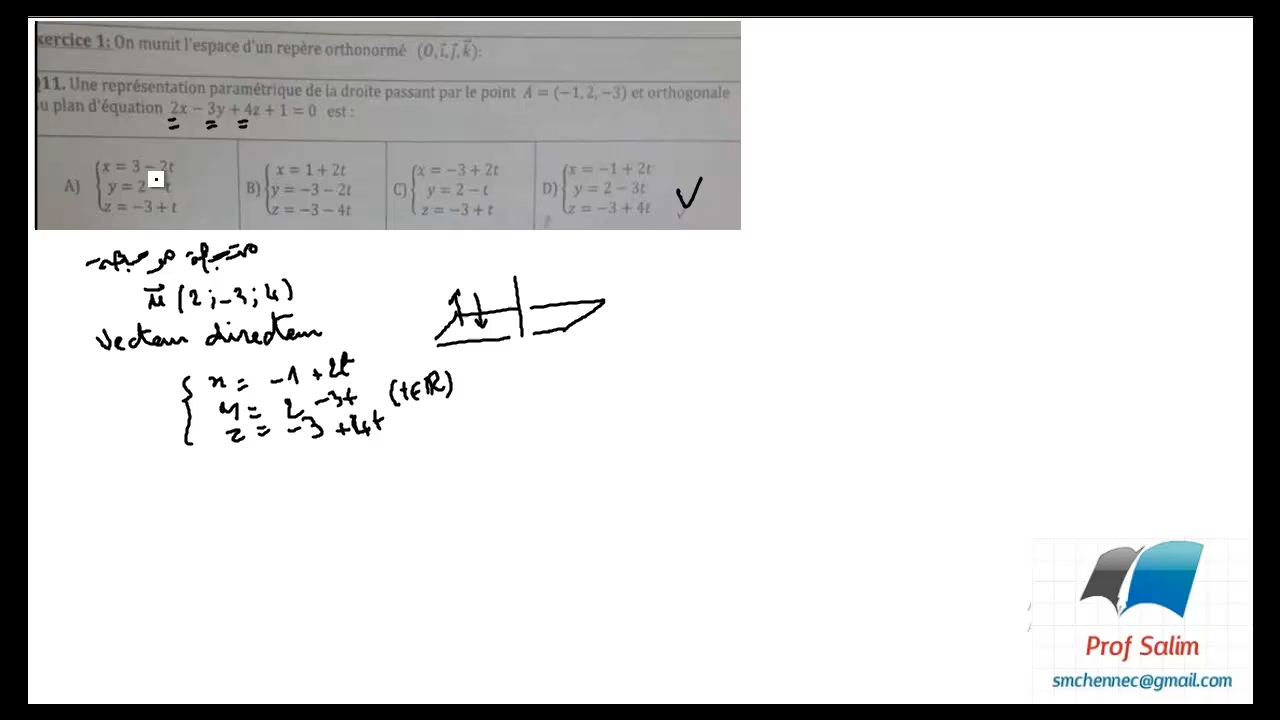 xercice 1: On munit l'espace d'un repère orthonormé (O, i⃗, j⃗, k⃗):
Q11. Une représentation paramétrique de la droite passant par le point A = (−1, 2, −3) et orthogonale
u plan d'équation 2x − 3y + 4z + 1 = 0 est :
A) { x = 3 − 2t
y = 2 − t
z = −3 + t
B) { x = 1 + 2t
y = −3 − 2t
z = −3 − 4t
C) { x = −3 + 2t
y = 2 − t
z = −3 + t
D) { x = −1 + 2t
y = 2 − 3t
z = −3 + 4t
متجهة موجهة
u⃗ (2 ; −3 ; 4)
Vecteur directeur
{ x = −1 + 2t
y = 2 − 3t (t∈ℝ)
z = −3 + 4t
Prof Salim
smchennec@gmail.com